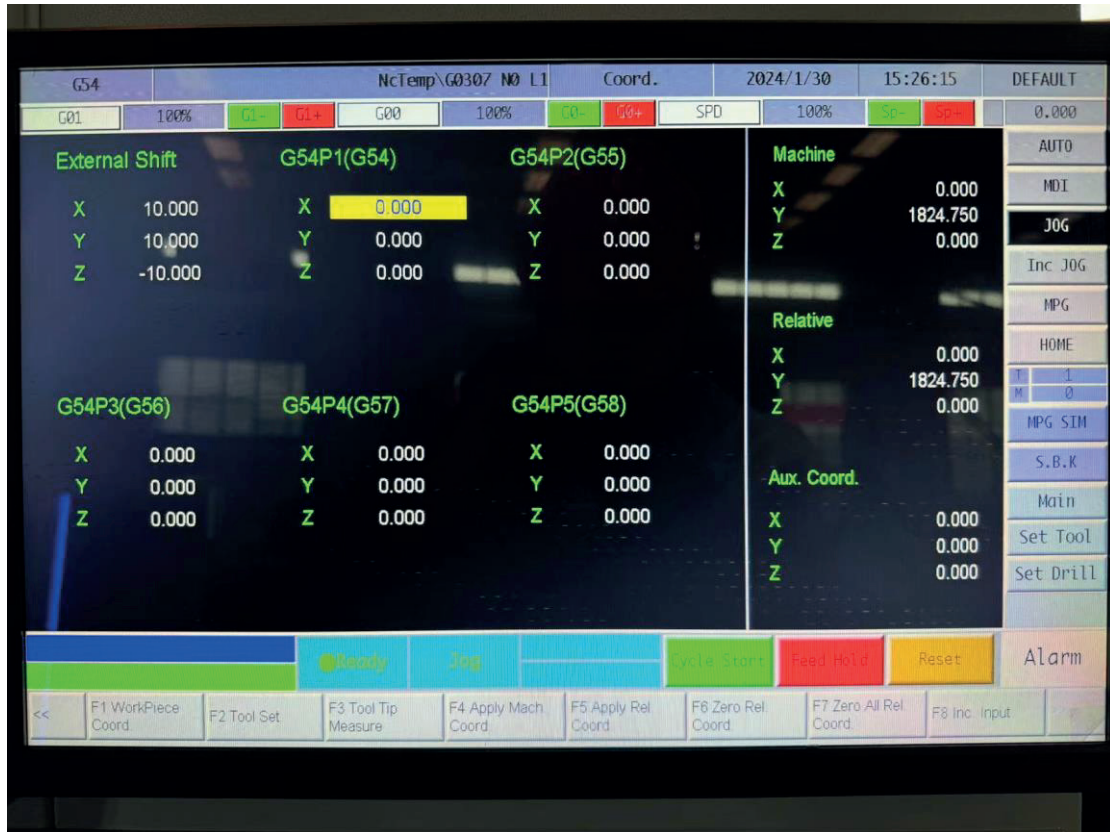 G54 NcTemp\G0307 N0 L1 Coord. 2024/1/30 15:26:15 DEFAULT
G01 100% G1- G1+ G00 100% G0- G0+ SPD 100% Sp- Sp+ 0.000
External Shift G54P1(G54) G54P2(G55)
X 10.000 X 0.000 X 0.000
Y 10.000 Y 0.000 Y 0.000
Z -10.000 Z 0.000 Z 0.000
G54P3(G56) G54P4(G57) G54P5(G58)
X 0.000 X 0.000 X 0.000
Y 0.000 Y 0.000 Y 0.000
Z 0.000 Z 0.000 Z 0.000
Machine
X 0.000
Y 1824.750
Z 0.000
Relative
X 0.000
Y 1824.750
Z 0.000
Aux. Coord.
X 0.000
Y 0.000
Z 0.000
AUTO
MDI
JOG
Inc JOG
MPG
HOME
T 1
M 0
MPG SIM
S.B.K
Main
Set Tool
Set Drill
Ready Jog Cycle Start Feed Hold Reset Alarm
<< F1 WorkPiece Coord. F2 Tool Set F3 Tool Tip Measure F4 Apply Mach. Coord. F5 Apply Rel. Coord. F6 Zero Rel. Coord. F7 Zero All Rel. Coord. F8 Inc. Input